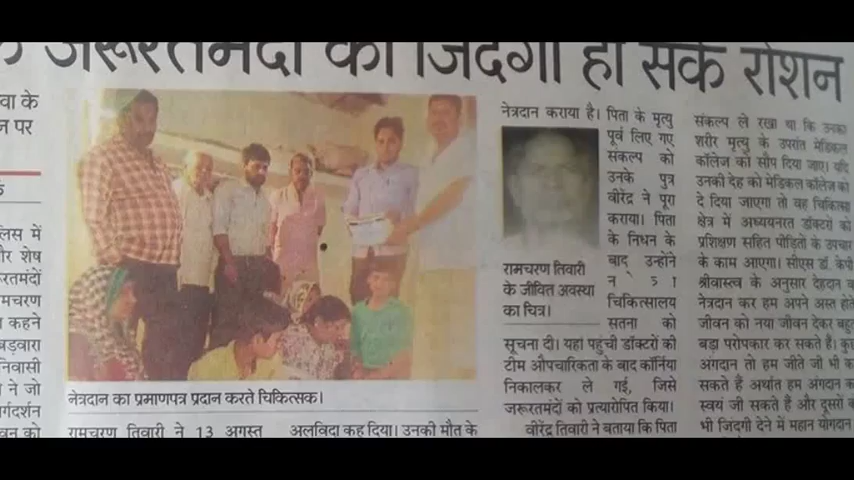 जरूरतमंदों की जिंदगी हो सके रोशन
वा के
न पर
लिस में
और शेष
रतमंदों
मचरण
कहने
बड़वारा
निवासी
ने जो
र्गदर्शन
वन को
नेत्रदान का प्रमाणपत्र प्रदान करते चिकित्सक।
रामचरण तिवारी ने 13 अगस्त
अलविदा कह दिया। उनकी मौत के
नेत्रदान कराया है। पिता के मृत्यु
पूर्व लिए गए
संकल्प को
उनके पुत्र
वीरेंद्र ने पूरा
कराया। पिता
के निधन के
बाद उन्होंने
चिकित्सालय
सतना को
रामचरण तिवारी
के जीवित अवस्था
का चित्र।
सूचना दी। यहां पहुंची डॉक्टरों की
टीम औपचारिकता के बाद कॉर्निया
निकालकर ले गई, जिसे
जरूरतमंदों को प्रत्यारोपित किया।
वीरेंद्र तिवारी ने बताया कि पिता
संकल्प ले रखा था कि उनका
शरीर मृत्यु के उपरांत मेडिकल
कॉलेज को सौंप दिया जाए। यदि
उनकी देह को मेडिकल कॉलेज को
दे दिया जाएगा तो वह चिकित्सा
क्षेत्र में अध्ययनरत डॉक्टरों को
प्रशिक्षण सहित पीड़ितों के उपचार
के काम आएगा। सीएस डॉ. केपी
श्रीवास्तव के अनुसार देहदान व
नेत्रदान कर हम अपने अस्त होते
जीवन को नया जीवन देकर बहुत
बड़ा परोपकार कर सकते हैं। कुछ
अंगदान तो हम जीते जी भी कर
सकते हैं अर्थात हम अंगदान कर
स्वयं जी सकते हैं और दूसरों को
भी जिंदगी देने में महान योगदान